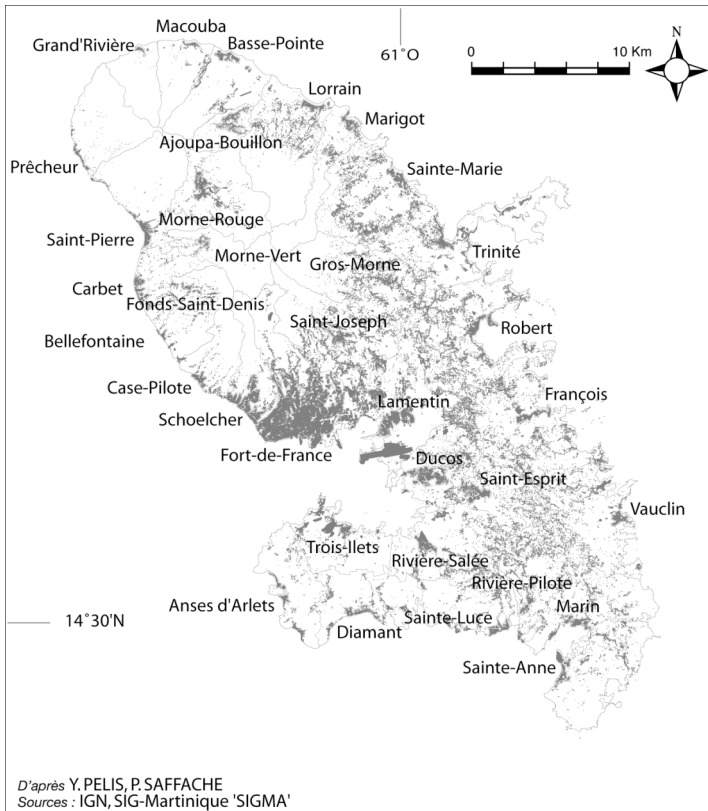 Macouba
Grand'Rivière
Basse-Pointe
61°O
0
10 Km
N
Lorrain
Marigot
Ajoupa-Bouillon
Prêcheur
Sainte-Marie
Morne-Rouge
Saint-Pierre
Morne-Vert
Trinité
Gros-Morne
Carbet
Fonds-Saint-Denis
Saint-Joseph
Robert
Bellefontaine
Case-Pilote
François
Lamentin
Schoelcher
Fort-de-France
Ducos
Saint-Esprit
Vauclin
Trois-Ilets
Rivière-Salée
Rivière-Pilote
Anses d'Arlets
Marin
14°30'N
Sainte-Luce
Diamant
Sainte-Anne
D'après Y. PELIS, P. SAFFACHE
Sources : IGN, SIG-Martinique 'SIGMA'